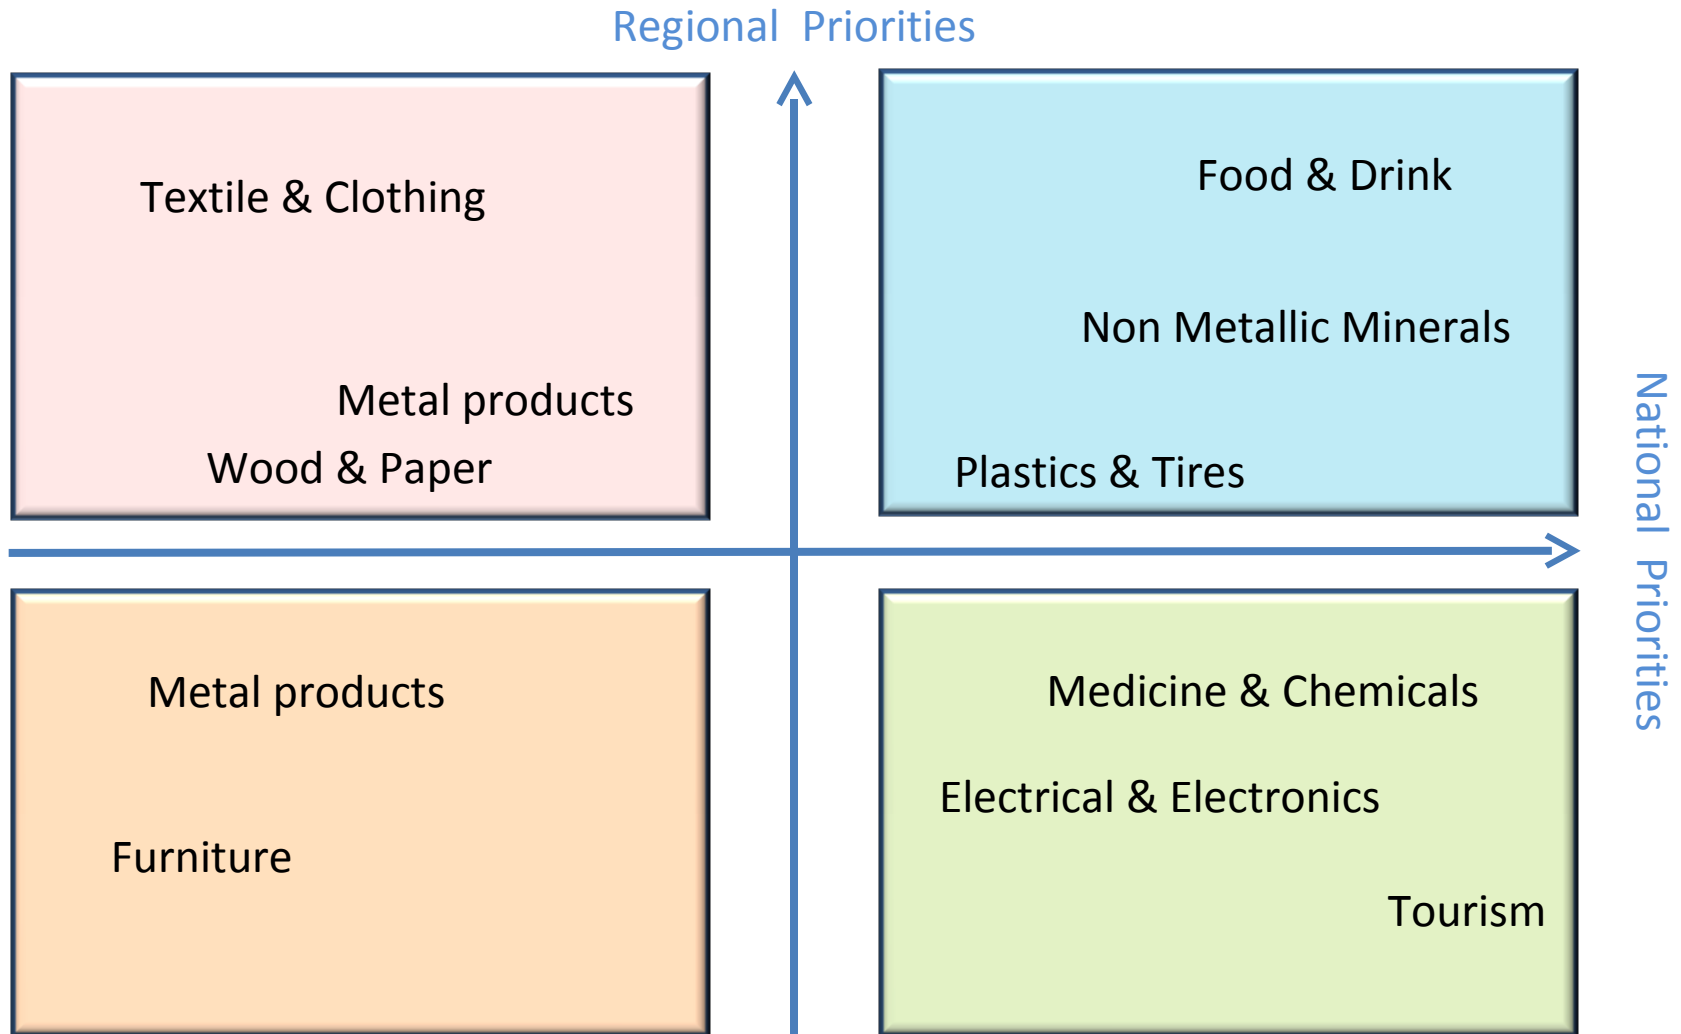 Regional Priorities
Textile & Clothing
Metal products
Wood & Paper
Food & Drink
Non Metallic Minerals
Plastics & Tires
National Priorities
Metal products
Furniture
Medicine & Chemicals
Electrical & Electronics
Tourism